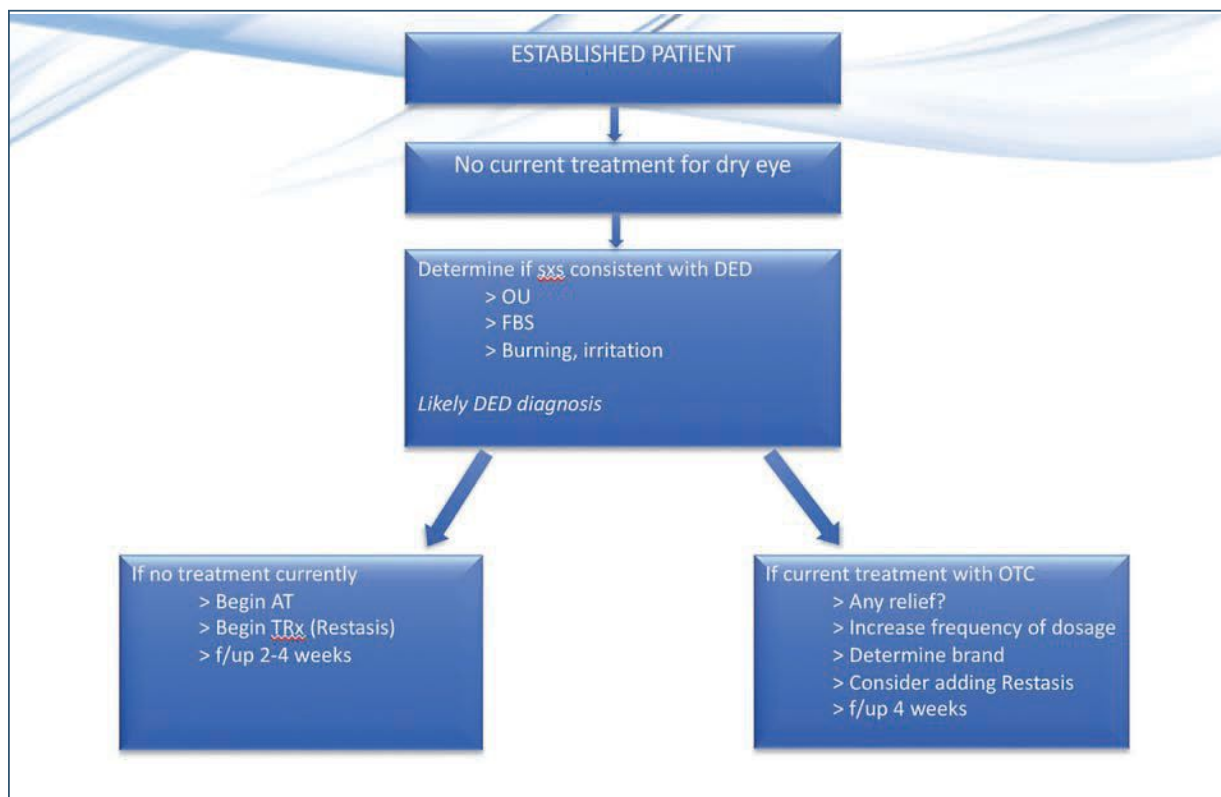 ESTABLISHED PATIENT
No current treatment for dry eye
Determine if sxs consistent with DED
> OU
> FBS
> Burning, irritation
Likely DED diagnosis
If no treatment currently
> Begin AT
> Begin TRx (Restasis)
> f/up 2-4 weeks
If current treatment with OTC
> Any relief?
> Increase frequency of dosage
> Determine brand
> Consider adding Restasis
> f/up 4 weeks